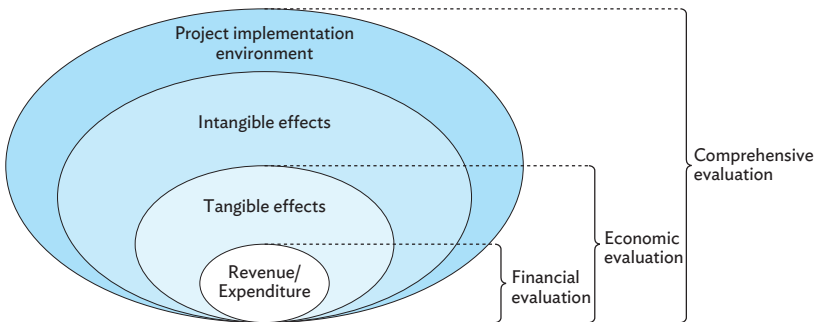 Project implementation
environment
Intangible effects
Tangible effects
Revenue/
Expenditure
Financial
evaluation
Economic
evaluation
Comprehensive
evaluation